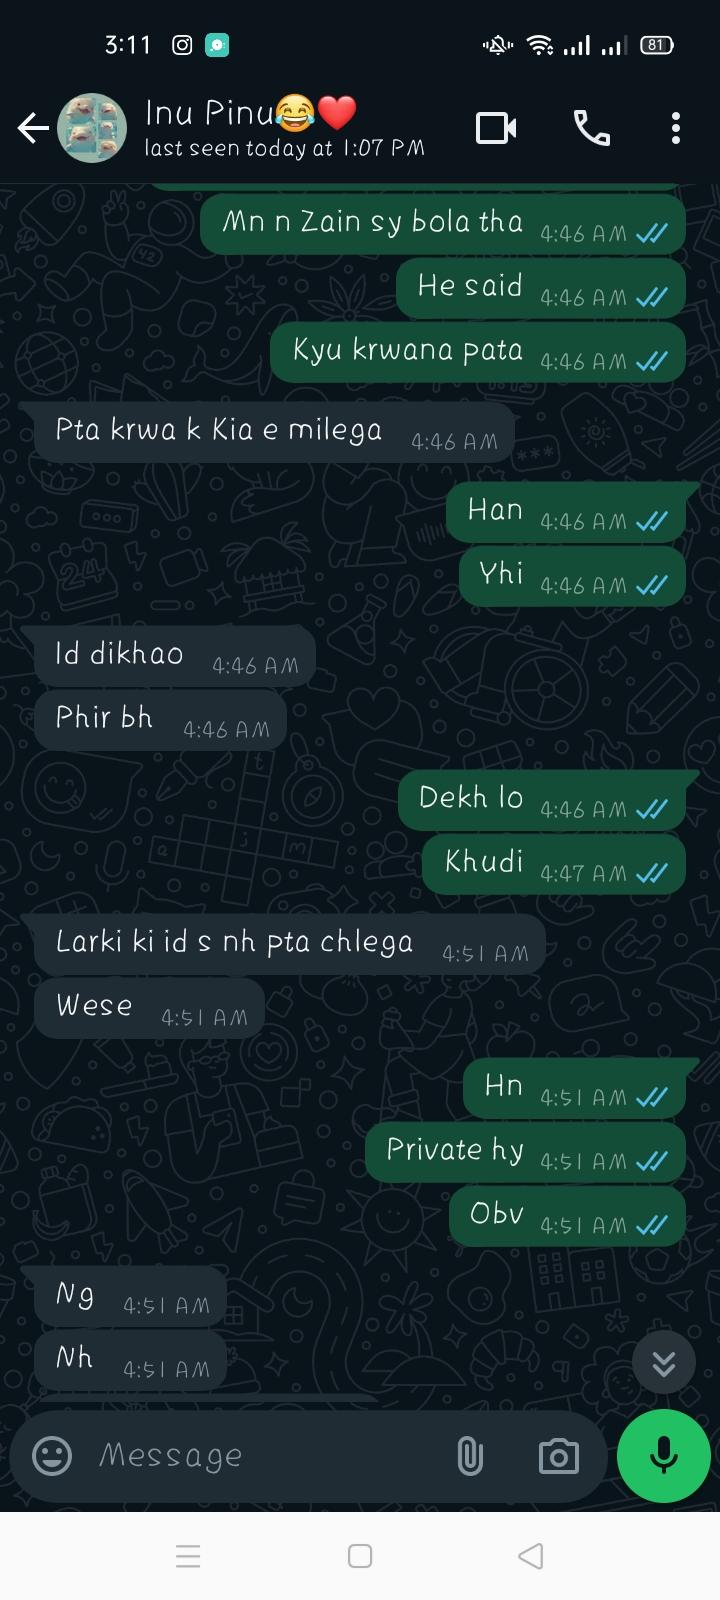 3:11
81
Inu Pinu😂❤️
last seen today at 1:07 PM
Mn n Zain sy bola tha 4:46 AM
He said 4:46 AM
Kyu krwana pata 4:46 AM
Pta krwa k Kia e milega 4:46 AM
Han 4:46 AM
Yhi 4:46 AM
Id dikhao 4:46 AM
Phir bh 4:46 AM
Dekh lo 4:46 AM
Khudi 4:47 AM
Larki ki id s nh pta chlega 4:51 AM
Wese 4:51 AM
Hn 4:51 AM
Private hy 4:51 AM
Obv 4:51 AM
Ng 4:51 AM
Nh 4:51 AM
Message